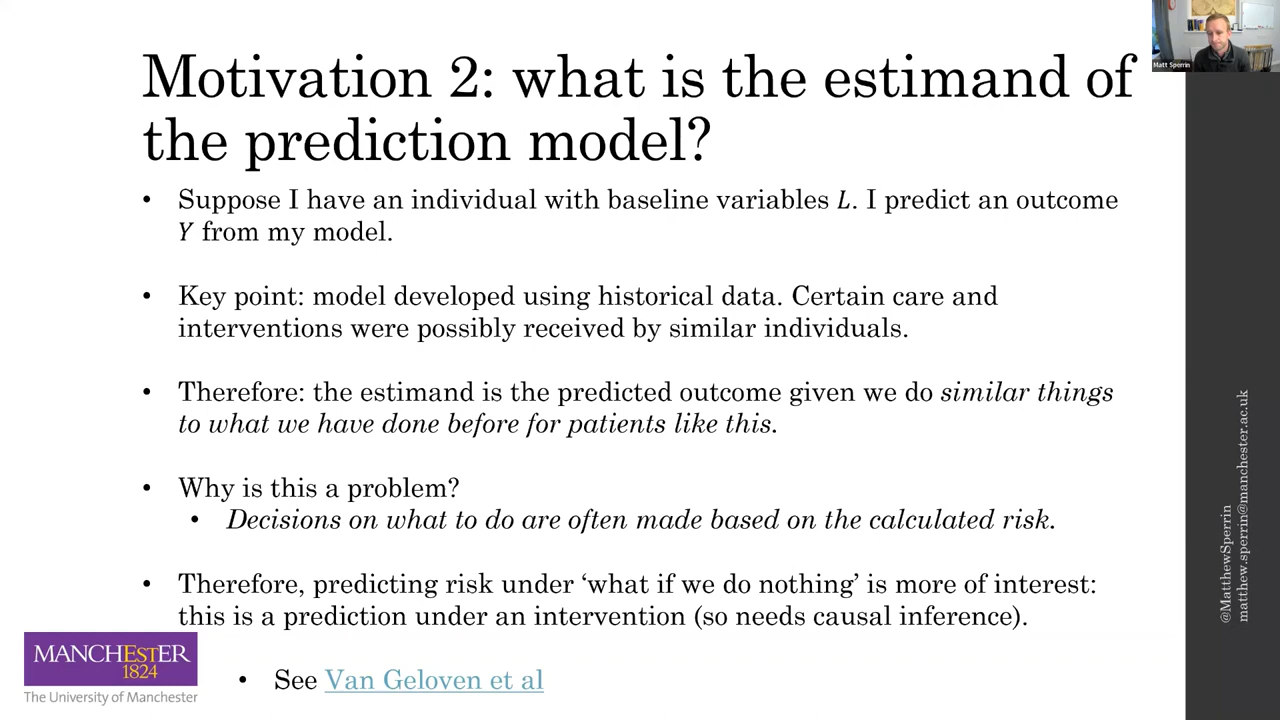 Motivation 2: what is the estimand of
the prediction model?
• Suppose I have an individual with baseline variables L. I predict an outcome
Y from my model.
• Key point: model developed using historical data. Certain care and
interventions were possibly received by similar individuals.
• Therefore: the estimand is the predicted outcome given we do similar things
to what we have done before for patients like this.
• Why is this a problem?
• Decisions on what to do are often made based on the calculated risk.
• Therefore, predicting risk under ‘what if we do nothing’ is more of interest:
this is a prediction under an intervention (so needs causal inference).
• See Van Geloven et al
MANCHESTER
1824
The University of Manchester
@MatthewSperrin
matthew.sperrin@manchester.ac.uk
Matt Sperrin